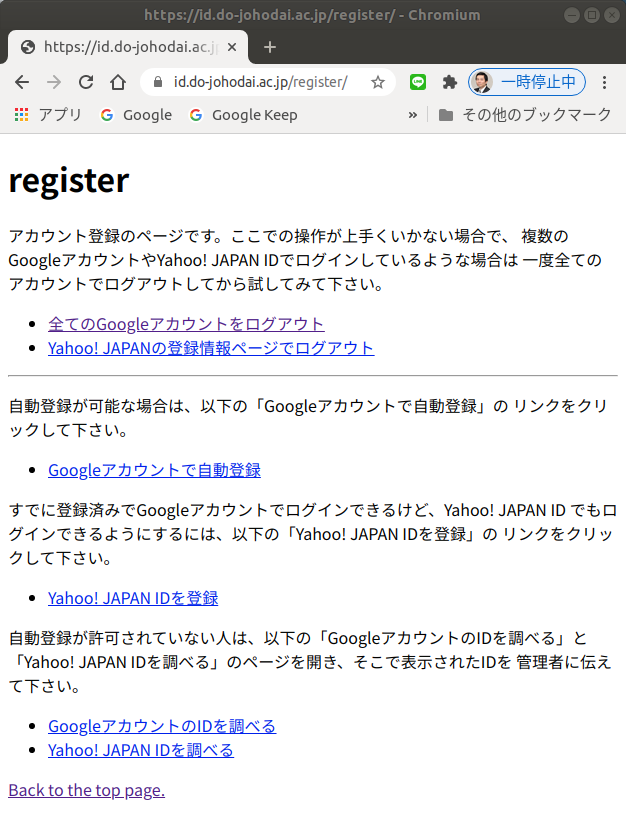 https://id.do-johodai.ac.jp/register/ - Chromium
https://id.do-johodai.ac.j
id.do-johodai.ac.jp/register/
一時停止中
アプリ
Google
Google Keep
»
その他のブックマーク
register
アカウント登録のページです。ここでの操作が上手くいかない場合で、 複数の
GoogleアカウントやYahoo! JAPAN IDでログインしているような場合は 一度全ての
アカウントでログアウトしてから試してみて下さい。
全てのGoogleアカウントをログアウト
Yahoo! JAPANの登録情報ページでログアウト
自動登録が可能な場合は、以下の「Googleアカウントで自動登録」の リンクをクリ
ックして下さい。
Googleアカウントで自動登録
すでに登録済みでGoogleアカウントでログインできるけど、Yahoo! JAPAN ID でもロ
グインできるようにするには、以下の「Yahoo! JAPAN IDを登録」の リンクをクリッ
クして下さい。
Yahoo! JAPAN IDを登録
自動登録が許可されていない人は、以下の「GoogleアカウントのIDを調べる」と
「Yahoo! JAPAN IDを調べる」のページを開き、そこで表示されたIDを 管理者に伝え
て下さい。
GoogleアカウントのIDを調べる
Yahoo! JAPAN IDを調べる
Back to the top page.